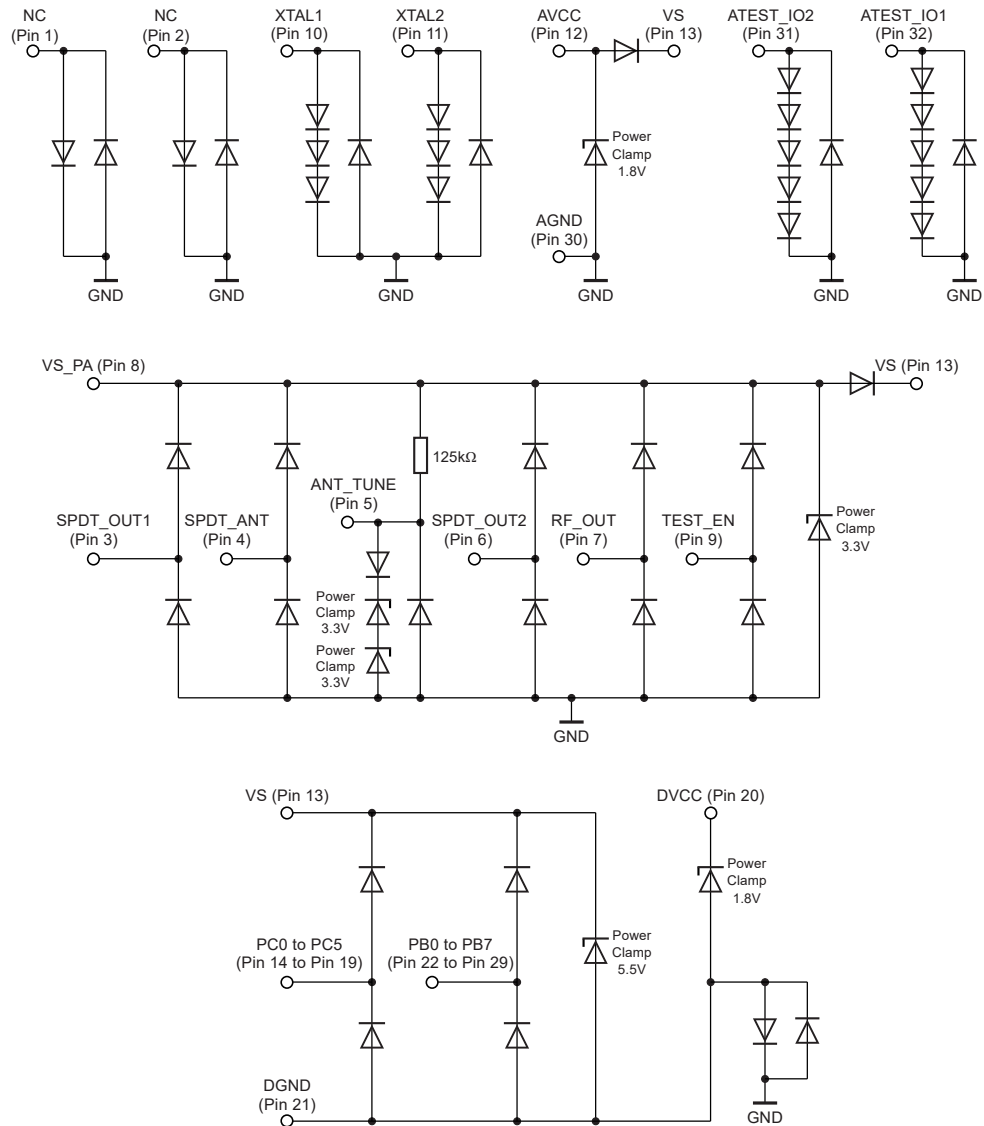 NC
(Pin 1)
NC
(Pin 2)
XTAL1
(Pin 10)
XTAL2
(Pin 11)
AVCC
(Pin 12)
VS
(Pin 13)
ATEST_IO2
(Pin 31)
ATEST_IO1
(Pin 32)
Power
Clamp
1.8V
AGND
(Pin 30)
GND
GND
GND
GND
GND
GND
VS_PA (Pin 8)
VS (Pin 13)
125kΩ
ANT_TUNE
(Pin 5)
SPDT_OUT1
(Pin 3)
SPDT_ANT
(Pin 4)
SPDT_OUT2
(Pin 6)
RF_OUT
(Pin 7)
TEST_EN
(Pin 9)
Power
Clamp
3.3V
Power
Clamp
3.3V
Power
Clamp
3.3V
GND
VS (Pin 13)
DVCC (Pin 20)
Power
Clamp
1.8V
PC0 to PC5
(Pin 14 to Pin 19)
PB0 to PB7
(Pin 22 to Pin 29)
Power
Clamp
5.5V
DGND
(Pin 21)
GND